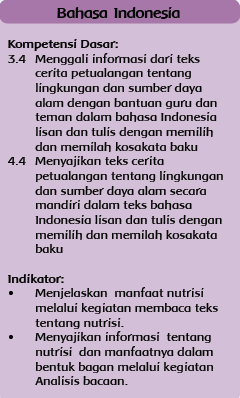 Bahasa Indonesia
Kompetensi Dasar:
3.4 Menggali informasi dari teks
cerita petualangan tentang
lingkungan dan sumber daya
alam dengan bantuan guru dan
teman dalam bahasa Indonesia
lisan dan tulis dengan memilih
dan memilah kosakata baku
4.4 Menyajikan teks cerita
petualangan tentang lingkungan
dan sumber daya alam secara
mandiri dalam teks bahasa
Indonesia lisan dan tulis dengan
memilih dan memilah kosakata
baku
Indikator:
• Menjelaskan manfaat nutrisi
melalui kegiatan membaca teks
tentang nutrisi.
• Menyajikan informasi tentang
nutrisi dan manfaatnya dalam
bentuk bagan melalui kegiatan
Analisis bacaan.